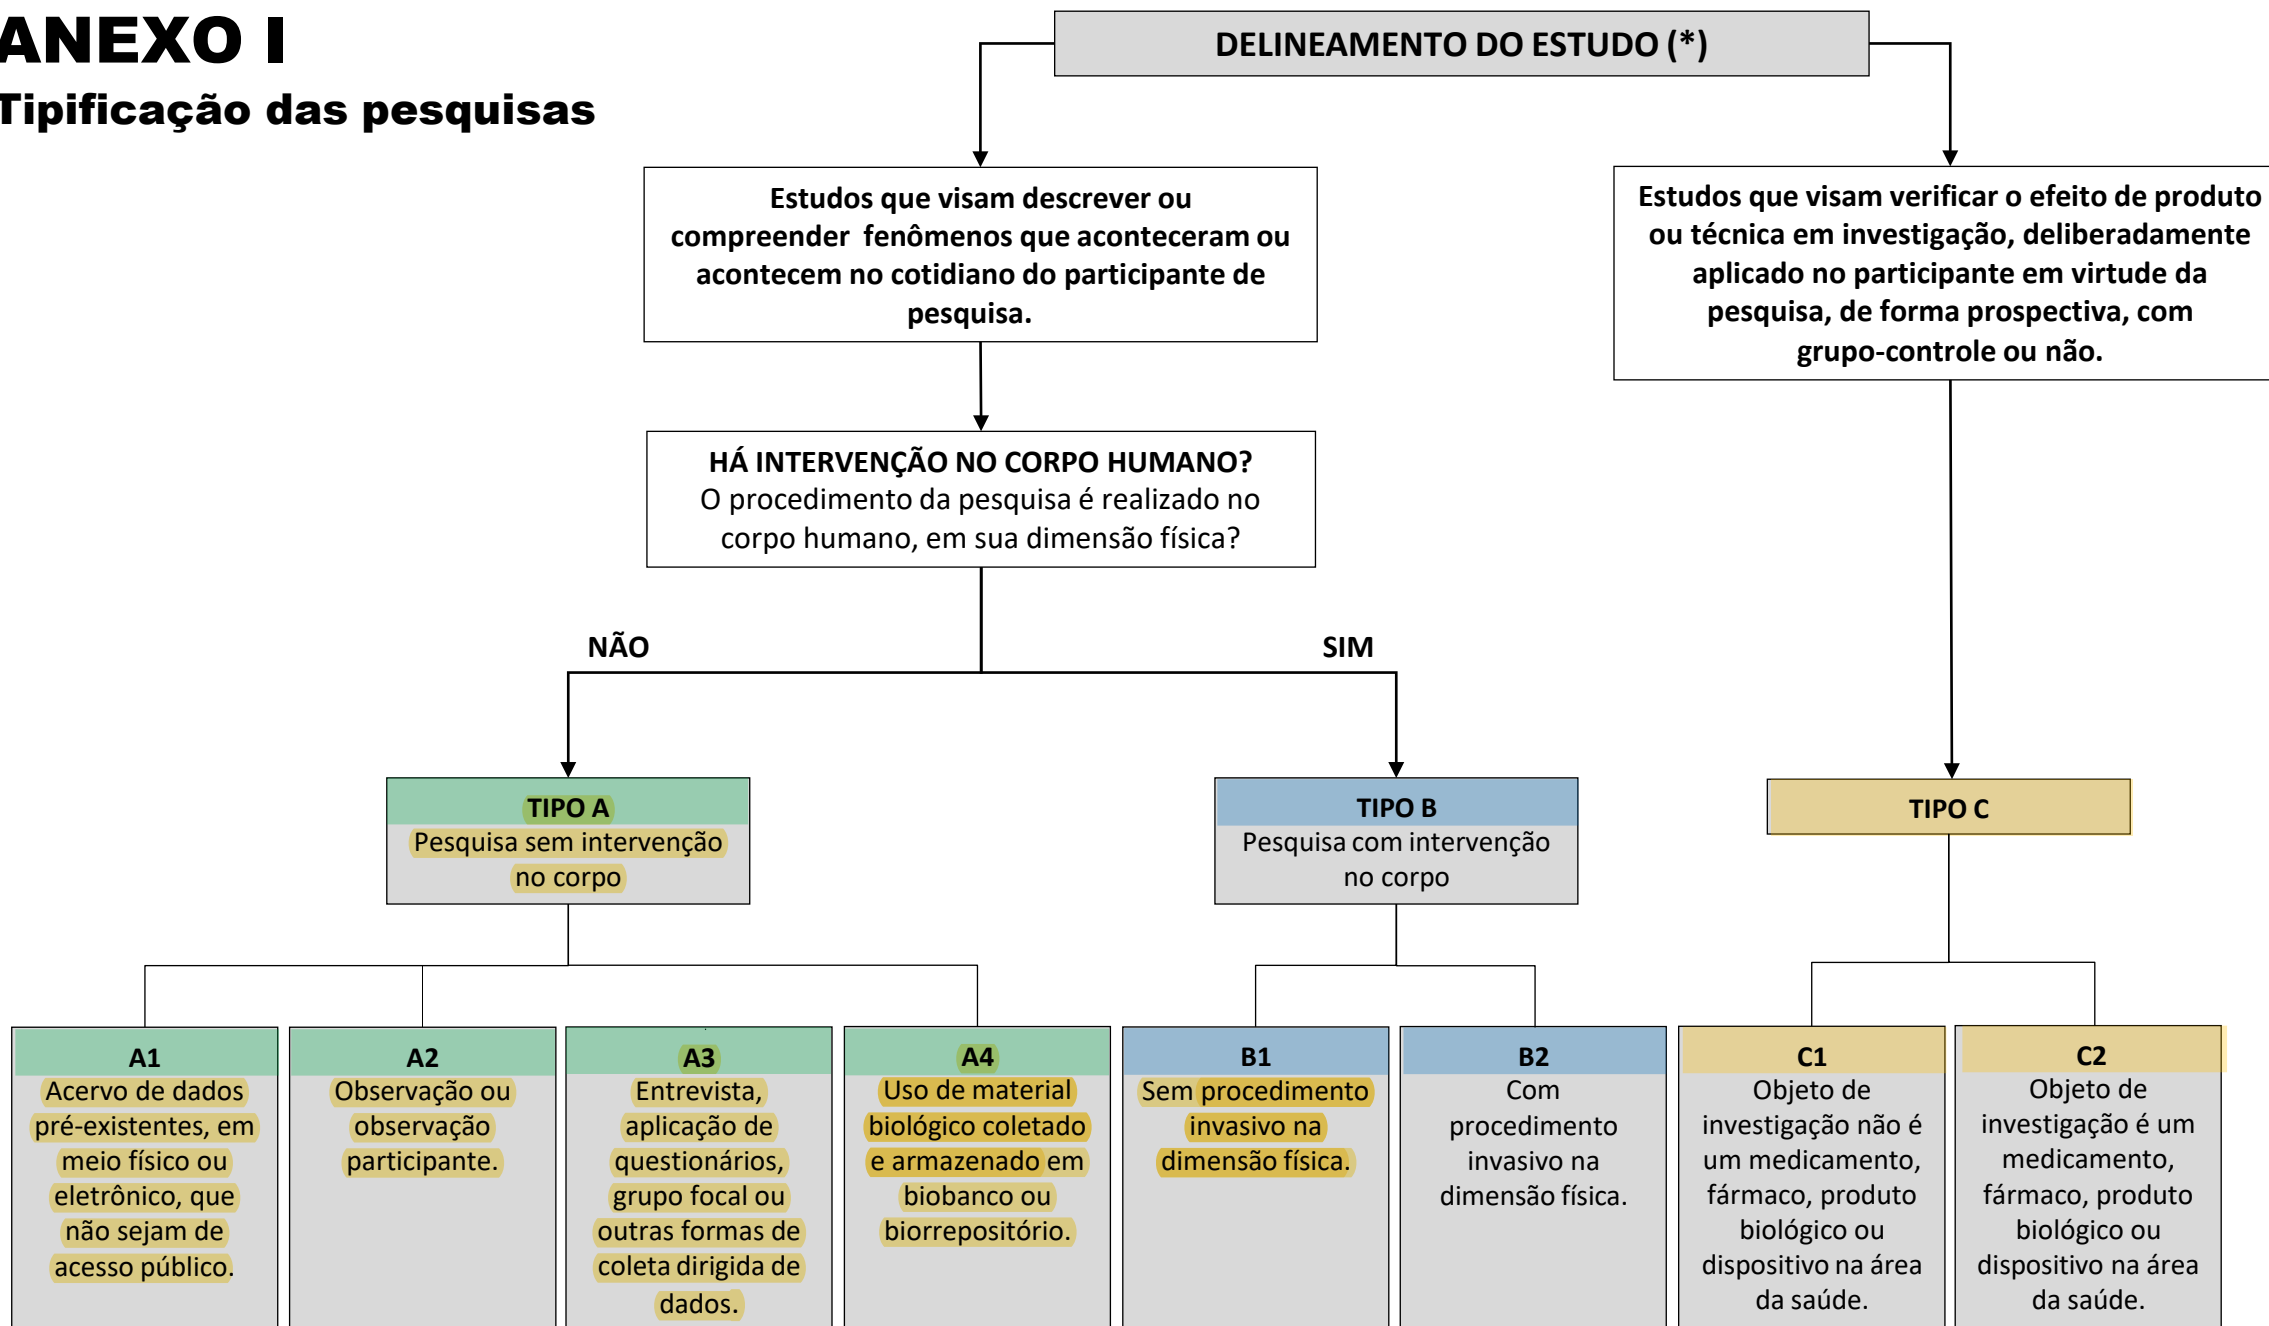 ANEXO I
Tipificação das pesquisas
DELINEAMENTO DO ESTUDO (*)
Estudos que visam descrever ou
compreender fenômenos que aconteceram ou
acontecem no cotidiano do participante de
pesquisa.
Estudos que visam verificar o efeito de produto
ou técnica em investigação, deliberadamente
aplicado no participante em virtude da
pesquisa, de forma prospectiva, com
grupo-controle ou não.
HÁ INTERVENÇÃO NO CORPO HUMANO?
O procedimento da pesquisa é realizado no
corpo humano, em sua dimensão física?
NÃO
SIM
TIPO A
Pesquisa sem intervenção
no corpo
TIPO B
Pesquisa com intervenção
no corpo
TIPO C
A1
Acervo de dados
pré-existentes, em
meio físico ou
eletrônico, que
não sejam de
acesso público.
A2
Observação ou
observação
participante.
A3
Entrevista,
aplicação de
questionários,
grupo focal ou
outras formas de
coleta dirigida de
dados.
A4
Uso de material
biológico coletado
e armazenado em
biobanco ou
biorrepositório.
B1
Sem procedimento
invasivo na
dimensão física.
B2
Com
procedimento
invasivo na
dimensão física.
C1
Objeto de
investigação não é
um medicamento,
fármaco, produto
biológico ou
dispositivo na área
da saúde.
C2
Objeto de
investigação é um
medicamento,
fármaco, produto
biológico ou
dispositivo na área
da saúde.